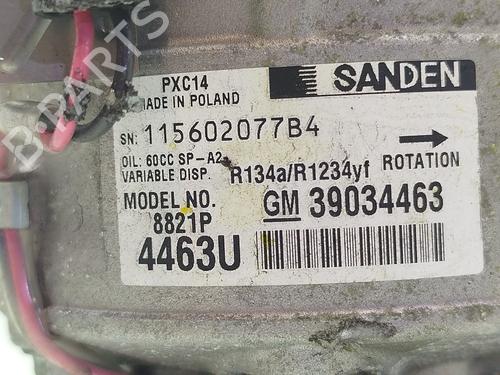 PXC14
SANDEN
MADE IN POLAND
SN: 115602077B4
OIL: 60CC SP-A2
VARIABLE DISP. R134a/R1234yf ROTATION
MODEL NO. GM 39034463
8821P
4463U
B-PARTS